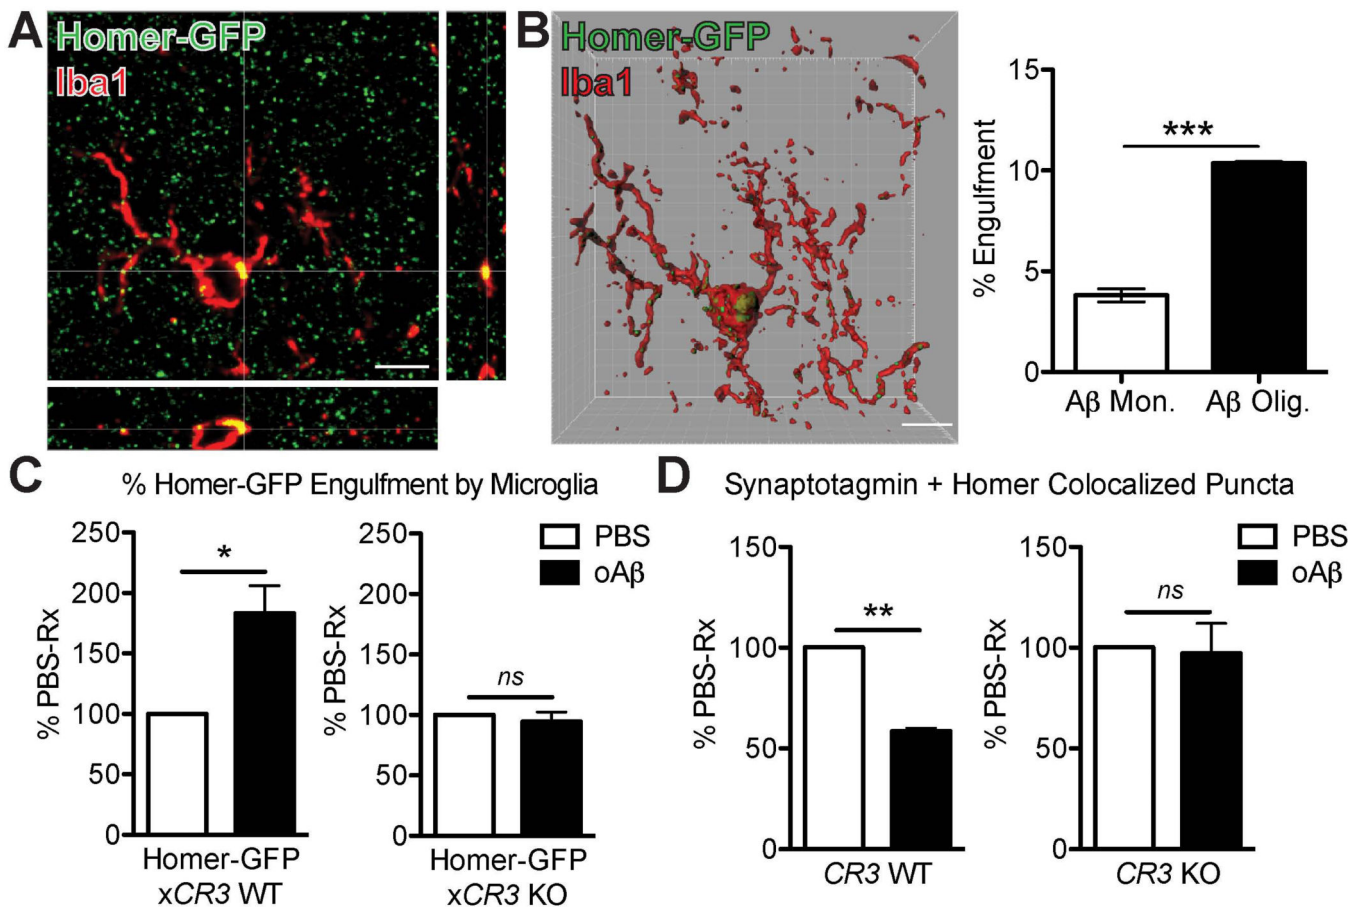 A
Homer-GFP
Iba1
B
Homer-GFP
Iba1
% Engulfment
15
10
5
0
***
Aβ Mon.
Aβ Olig.
C
% Homer-GFP Engulfment by Microglia
% PBS-Rx
250
200
150
100
50
0
*
Homer-GFP
xCR3 WT
% PBS-Rx
250
200
150
100
50
0
ns
PBS
oAβ
Homer-GFP
xCR3 KO
D
Synaptotagmin + Homer Colocalized Puncta
% PBS-Rx
150
100
50
0
**
CR3 WT
% PBS-Rx
150
100
50
0
ns
PBS
oAβ
CR3 KO